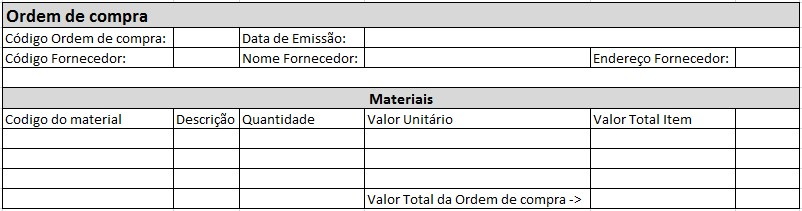 Ordem de compra
Código Ordem de compra: Data de Emissão:
Código Fornecedor: Nome Fornecedor: Endereço Fornecedor:
Materiais
Codigo do material Descrição Quantidade Valor Unitário Valor Total Item
Valor Total da Ordem de compra ->